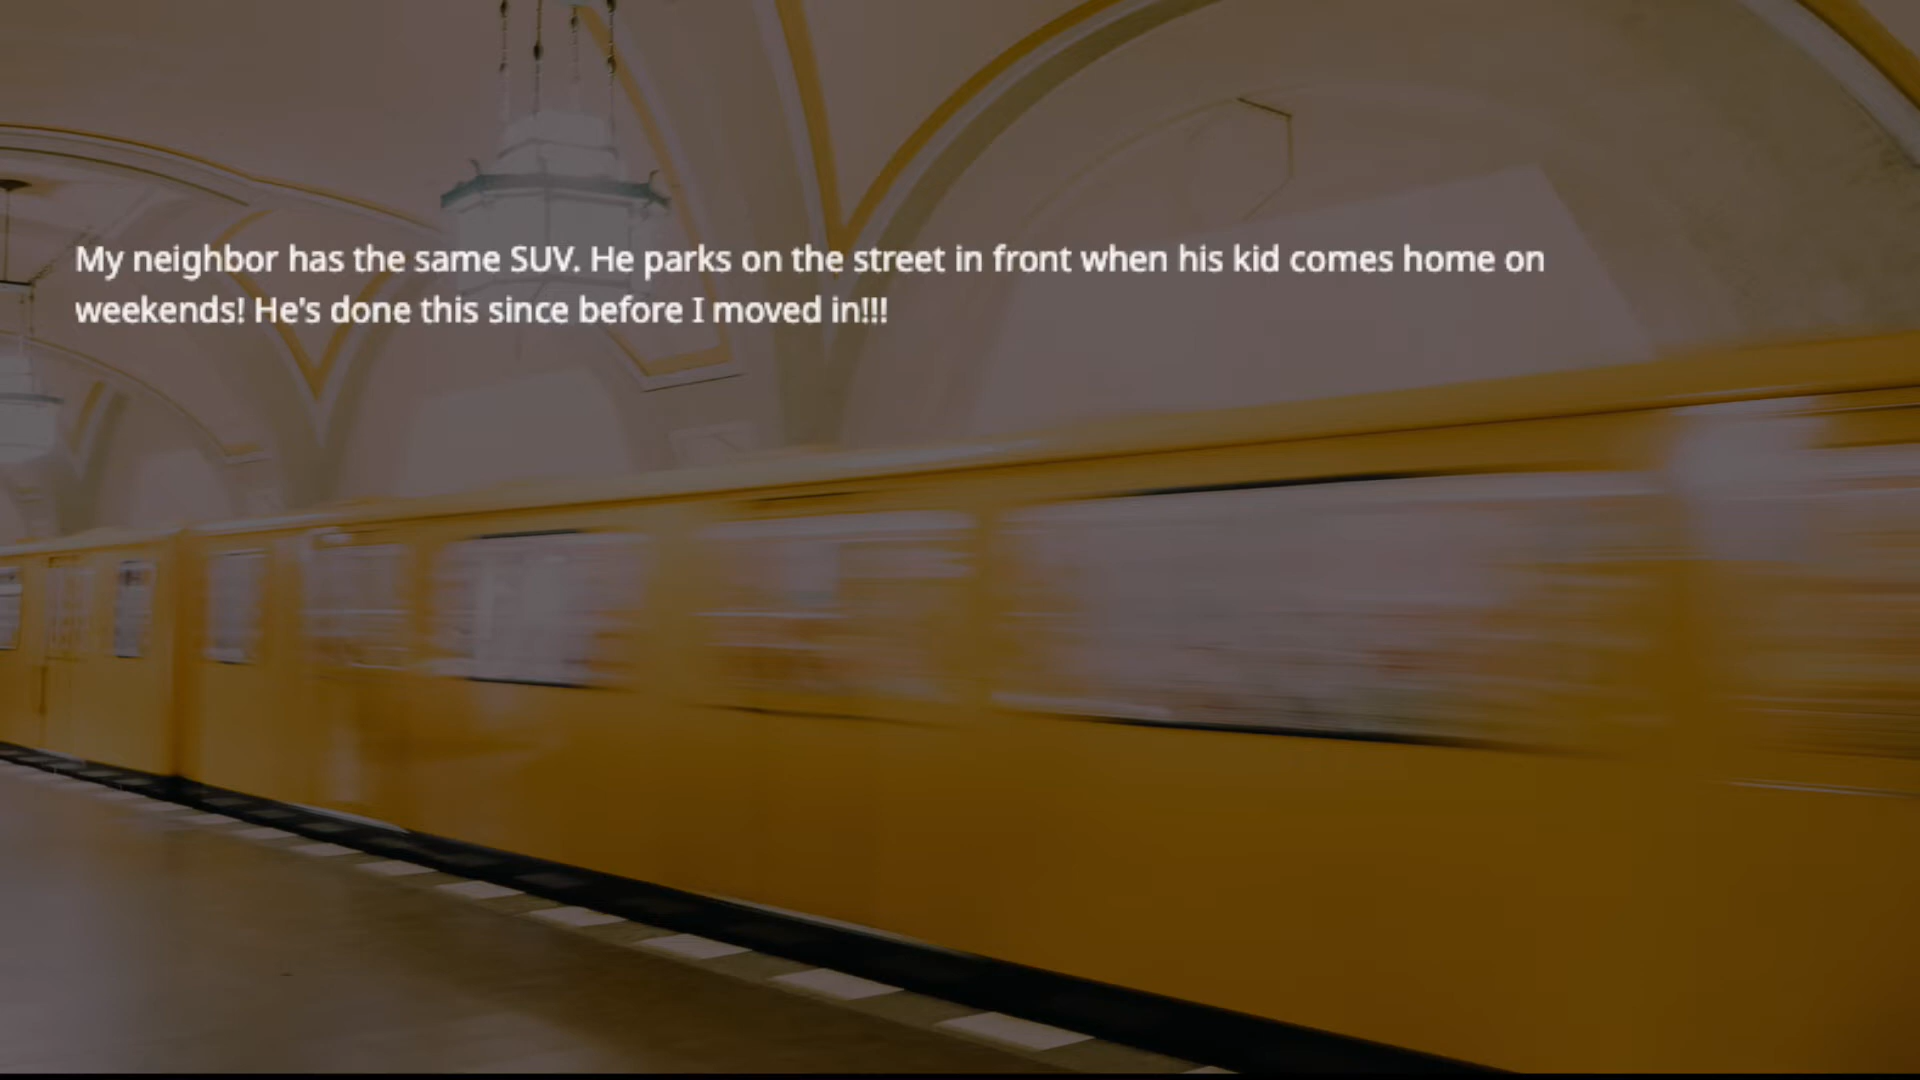 My neighbor has the same SUV. He parks on the street in front when his kid comes home on
weekends! He's done this since before I moved in!!!